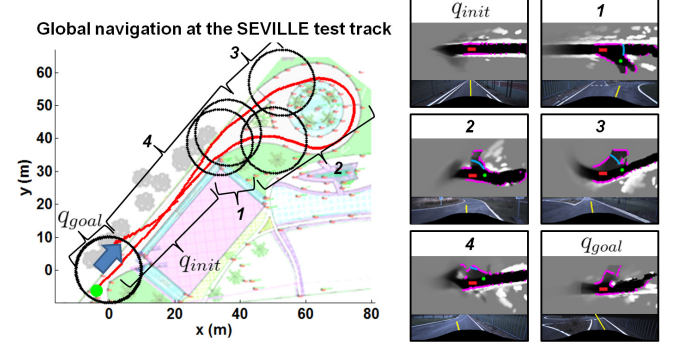 Global navigation at the SEVILLE test track
60
50
40
30
20
10
0
y (m)
0
20
40
60
80
x (m)
3
4
2
1
q_goal
q_init
q_init
1
2
3
4
q_goal